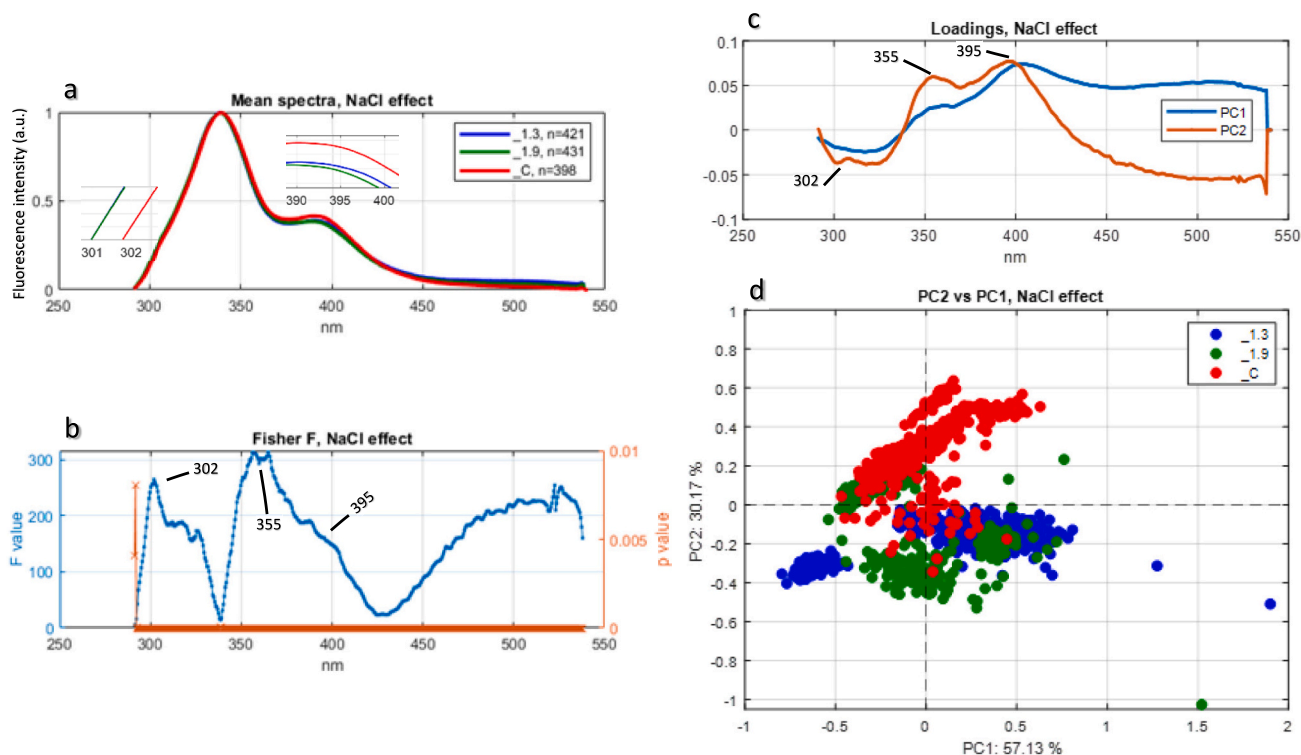 a
Mean spectra, NaCl effect
Fluorescence intensity (a.u.)
1
0.5
0
_1.3, n=421
_1.9, n=431
_C, n=398
301 302
390 395 400
250 300 350 400 450 500 550
nm
b
Fisher F, NaCl effect
F value
300
200
100
0
302
355
395
0.01
0.005
0
p value
250 300 350 400 450 500 550
nm
c
Loadings, NaCl effect
0.1
0.05
0
-0.05
-0.1
302
355
395
PC1
PC2
250 300 350 400 450 500 550
nm
d
PC2 vs PC1, NaCl effect
PC2: 30.17 %
1
0.8
0.6
0.4
0.2
0
-0.2
-0.4
-0.6
-0.8
-1
_1.3
_1.9
_C
-1 -0.5 0 0.5 1 1.5 2
PC1: 57.13 %